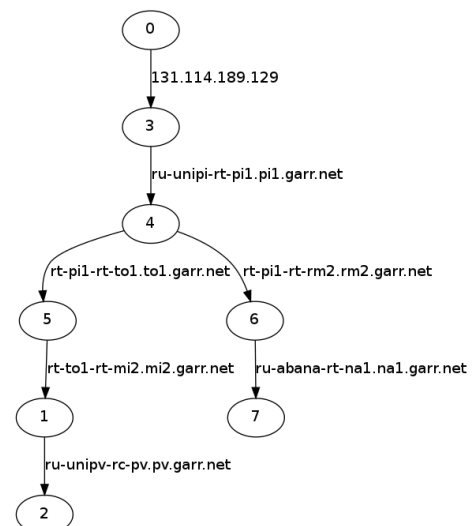 0
131.114.189.129
3
ru-unipi-rt-pi1.pi1.garr.net
4
rt-pi1-rt-to1.to1.garr.net rt-pi1-rt-rm2.rm2.garr.net
5 6
rt-to1-rt-mi2.mi2.garr.net ru-abana-rt-na1.na1.garr.net
1 7
ru-unipv-rc-pv.pv.garr.net
2